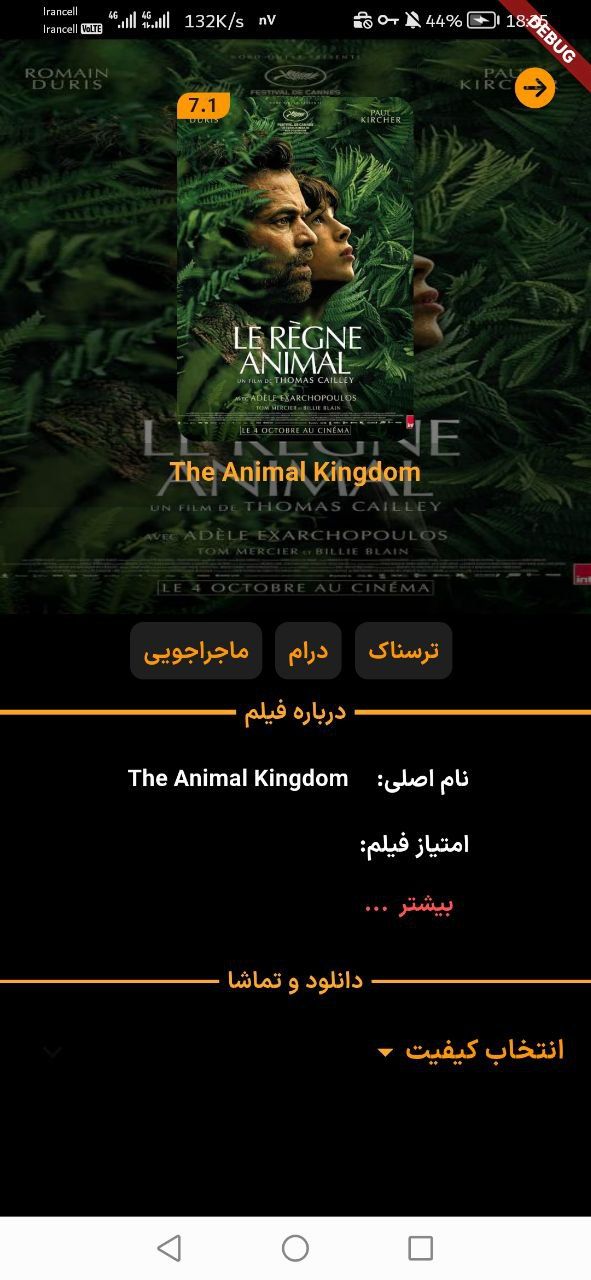 Irancell
Irancell VoLTE
4G 4G 132K/s nV 44% 18:35
DEBUG
ROMAIN DURIS
FESTIVAL DE CANNES
7.1
DURIS
PAUL KIRCHER
LE RÈGNE
ANIMAL
UN FILM DE THOMAS CAILLEY
AVEC ADÈLE EXARCHOPOULOS
TOM MERCIER ET BILLIE BLAIN
LE 4 OCTOBRE AU CINÉMA
LE RÈGNE
The Animal Kingdom
ANIMAL
UN FILM DE THOMAS CAILLEY
AVEC ADÈLE EXARCHOPOULOS
TOM MERCIER ET BILLIE BLAIN
LE 4 OCTOBRE AU CINÉMA
ترسناک درام ماجراجویی
درباره فیلم
نام اصلی: The Animal Kingdom
امتیاز فیلم:
بیشتر ...
دانلود و تماشا
انتخاب کیفیت